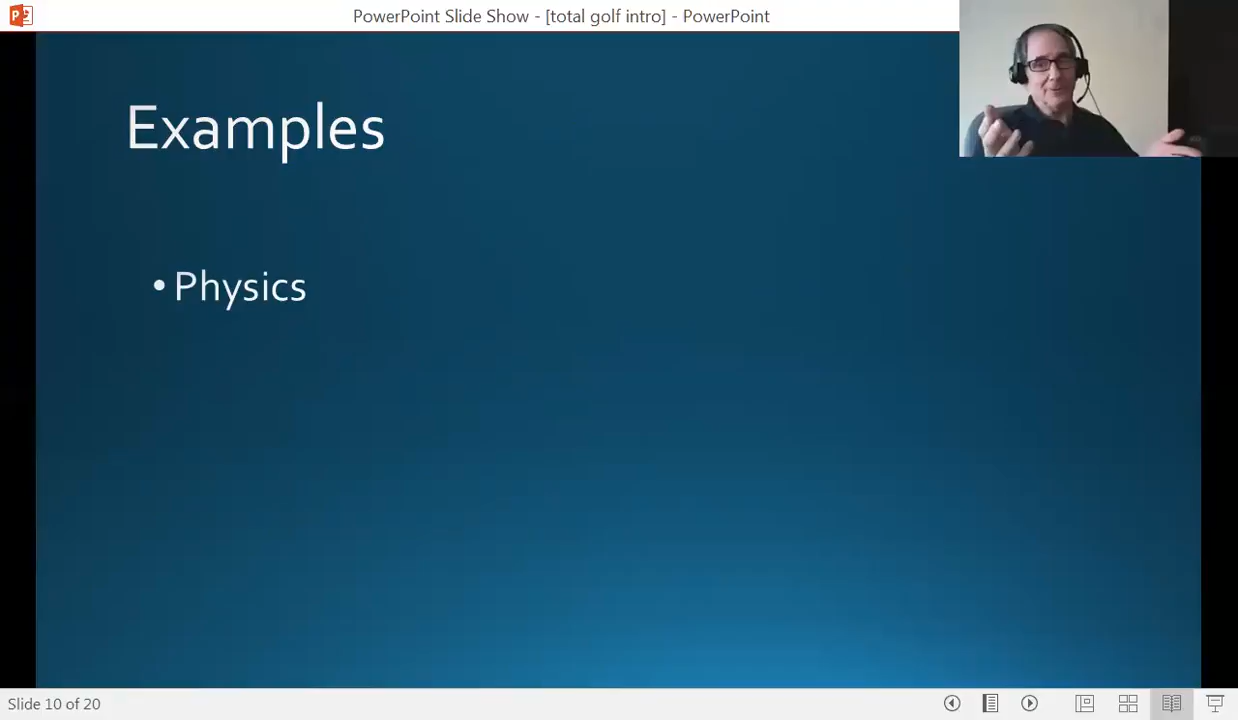 PowerPoint Slide Show - [total golf intro] - PowerPoint
Examples
• Physics
Slide 10 of 20